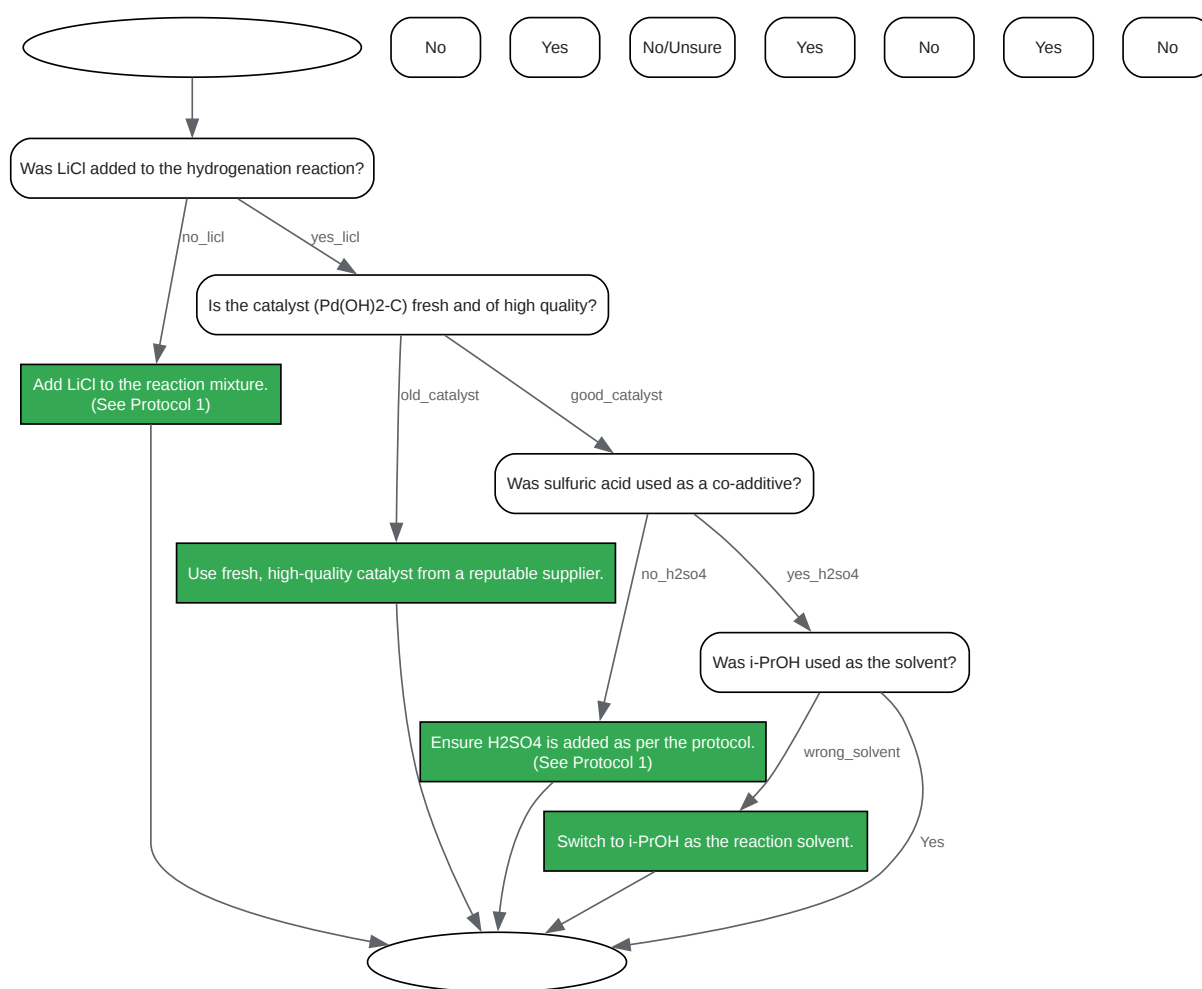 No
Yes
No/Unsure
Yes
No
Yes
No
Was LiCl added to the hydrogenation reaction?
no_licl
yes_licl
Is the catalyst (Pd(OH)2-C) fresh and of high quality?
Add LiCl to the reaction mixture.
(See Protocol 1)
old_catalyst
good_catalyst
Was sulfuric acid used as a co-additive?
Use fresh, high-quality catalyst from a reputable supplier.
no_h2so4
yes_h2so4
Was i-PrOH used as the solvent?
Ensure H2SO4 is added as per the protocol.
(See Protocol 1)
wrong_solvent
Switch to i-PrOH as the reaction solvent.
Yes